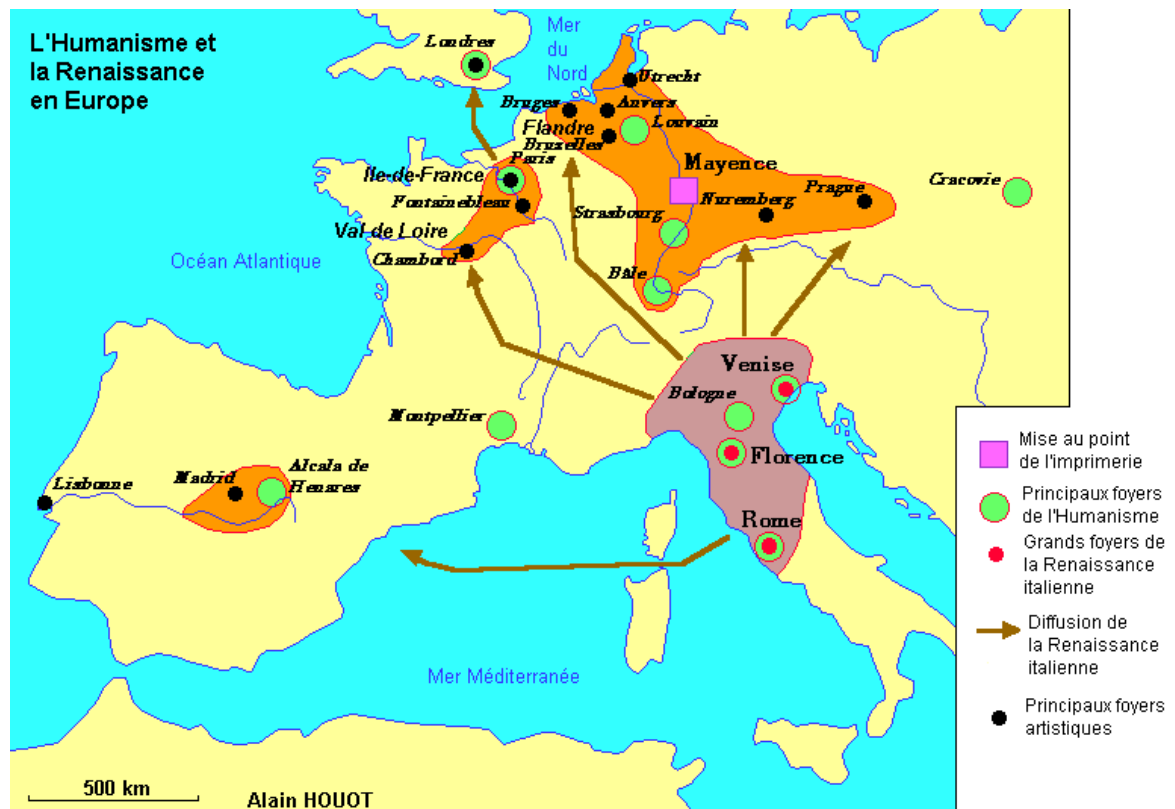 L'Humanisme et
la Renaissance
en Europe
Londres
Mer
du
Nord
Utrecht
Bruges
Anvers
Flandre
Louvain
Bruxelles
Paris
Mayence
Ile-de-France
Cracovie
Fontainebleau
Strasbourg
Nuremberg
Prague
Val de Loire
Chambord
Océan Atlantique
Bâle
Venise
Bologne
Montpellier
Florence
Lisbonne
Madrid
Alcala de
Henares
Rome
Mer Méditerranée
500 km
Alain HOUOT
Mise au point
de l'imprimerie
Principaux foyers
de l'Humanisme
Grands foyers de
la Renaissance
italienne
Diffusion de
la Renaissance
italienne
Principaux foyers
artistiques